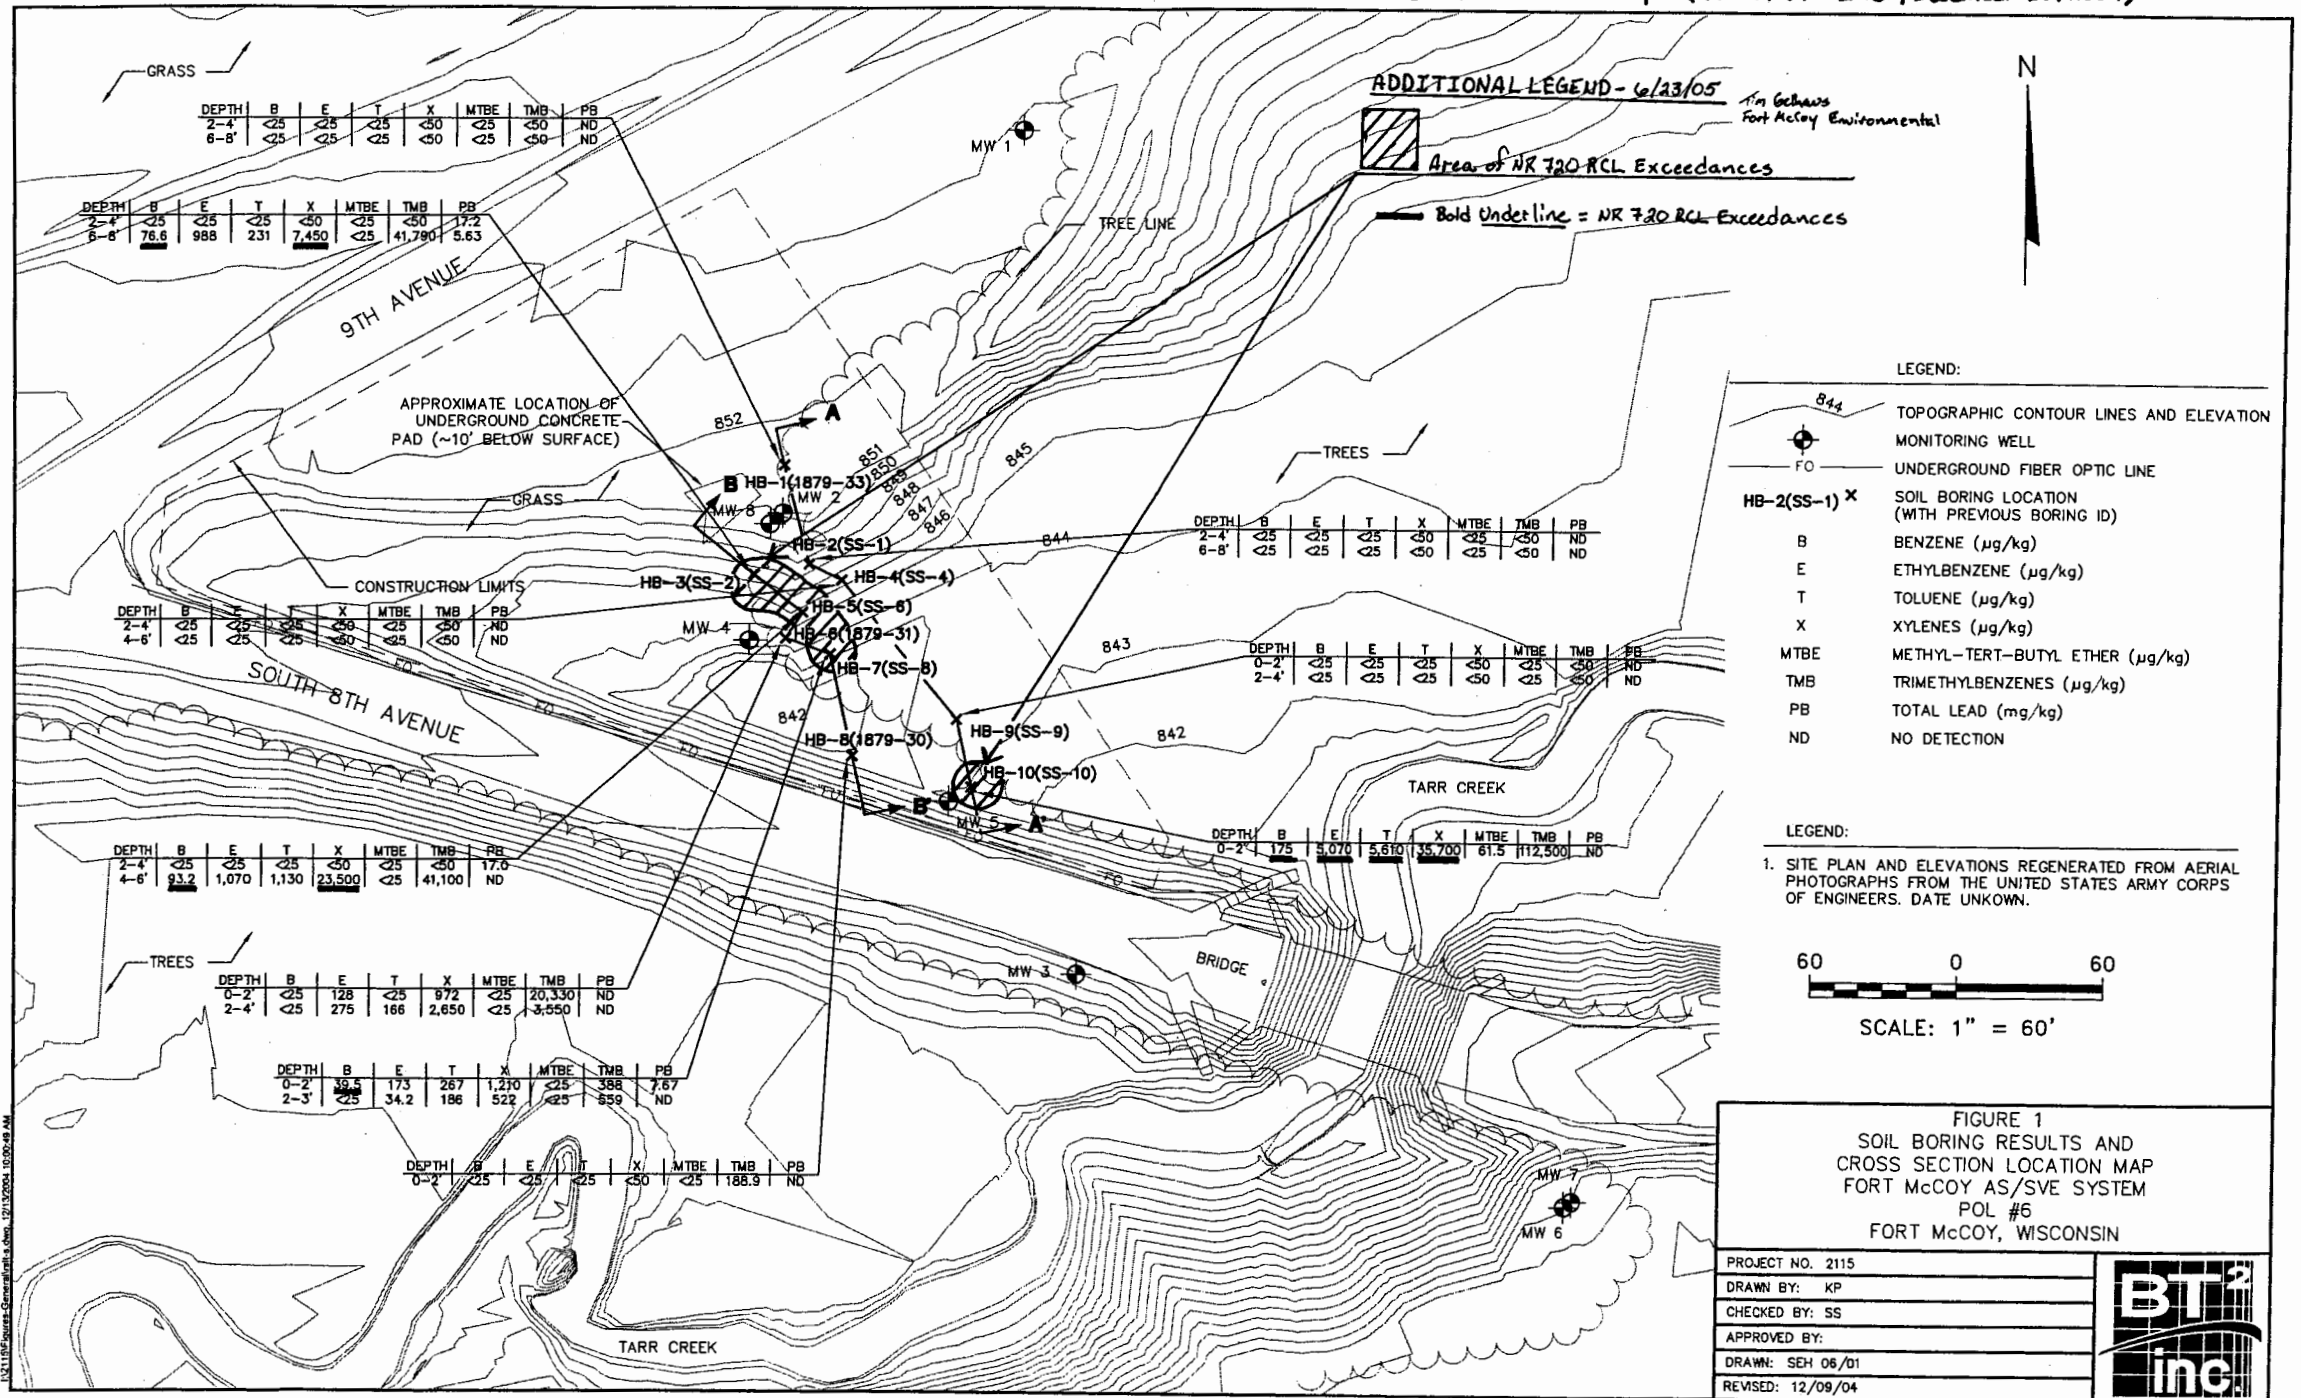 GRASS
ADDITIONAL LEGEND - 6/23/05
Tim Gelhaus
Fort McCoy Environmental
Area of NR 720 RCL Exceedances
Bold Underline = NR 720 RCL Exceedances
N
DEPTH B E T X MTBE TMB PB
2-4' <25 <25 <25 <50 <25 <50 ND
6-8' <25 <25 <25 <50 <25 <50 ND
MW 1
DEPTH B E T X MTBE TMB PB
2-4' <25 <25 <25 <50 <25 <50 17.2
6-8' 76.6 988 231 7,450 <25 41,790 5.63
TREE LINE
9TH AVENUE
APPROXIMATE LOCATION OF
UNDERGROUND CONCRETE
PAD (~10' BELOW SURFACE)
852
A
851
850
849
848
847
846
845
844
TREES
GRASS
B
HB-1(1879-33)
MW 2
MW-8
HB-2(SS-1)
HB-3(SS-2)
HB-4(SS-4)
HB-5(SS-6)
HB-6(1879-31)
HB-7(SS-8)
HB-8(1879-30)
HB-9(SS-9)
HB-10(SS-10)
MW 4
MW 5
B'
A'
DEPTH B E T X MTBE TMB PB
2-4' <25 <25 <25 <50 <25 <50 ND
6-8' <25 <25 <25 <50 <25 <50 ND
CONSTRUCTION LIMITS
DEPTH B E T X MTBE TMB PB
2-4' <25 <25 <25 <50 <25 <50 ND
4-6' <25 <25 <25 <50 <25 <50 ND
843
DEPTH B E T X MTBE TMB PB
0-2' <25 <25 <25 <50 <25 <50 ND
2-4' <25 <25 <25 <50 <25 <50 ND
SOUTH 8TH AVENUE
FO
FO
FO
FO
FO
FO
842
842
TARR CREEK
DEPTH B E T X MTBE TMB PB
0-2' 175 5,070 5,610 35,700 61.5 112,500 ND
DEPTH B E T X MTBE TMB PB
2-4' <25 <25 <25 <50 <25 <50 17.0
4-6' 93.2 1,070 1,130 23,500 <25 41,100 ND
TREES
BRIDGE
MW 3
DEPTH B E T X MTBE TMB PB
0-2' <25 128 <25 972 <25 20,330 ND
2-4' <25 275 166 2,650 <25 3,550 ND
DEPTH B E T X MTBE TMB PB
0-2' 39.5 173 267 1,210 <25 388 7.67
2-3' <25 34.2 186 522 <25 559 ND
DEPTH B E T X MTBE TMB PB
0-2' <25 <25 <25 <50 <25 188.9 ND
MW 7
MW 6
TARR CREEK
LEGEND:
844 TOPOGRAPHIC CONTOUR LINES AND ELEVATION
MONITORING WELL
FO UNDERGROUND FIBER OPTIC LINE
HB-2(SS-1) X SOIL BORING LOCATION
(WITH PREVIOUS BORING ID)
B BENZENE (µg/kg)
E ETHYLBENZENE (µg/kg)
T TOLUENE (µg/kg)
X XYLENES (µg/kg)
MTBE METHYL-TERT-BUTYL ETHER (µg/kg)
TMB TRIMETHYLBENZENES (µg/kg)
PB TOTAL LEAD (mg/kg)
ND NO DETECTION
LEGEND:
1. SITE PLAN AND ELEVATIONS REGENERATED FROM AERIAL
PHOTOGRAPHS FROM THE UNITED STATES ARMY CORPS
OF ENGINEERS. DATE UNKOWN.
60 0 60
SCALE: 1" = 60'
FIGURE 1
SOIL BORING RESULTS AND
CROSS SECTION LOCATION MAP
FORT McCOY AS/SVE SYSTEM
POL #6
FORT McCOY, WISCONSIN
PROJECT NO. 2115
DRAWN BY: KP
CHECKED BY: SS
APPROVED BY:
DRAWN: SEH 06/01
REVISED: 12/09/04
BT²
inc.